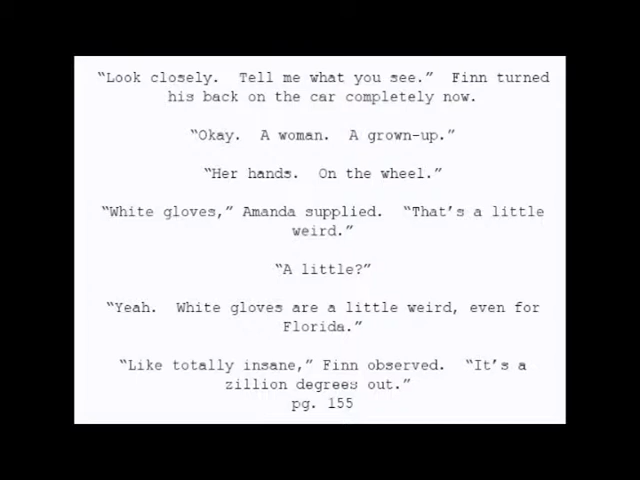 “Look closely.  Tell me what you see.”  Finn turned
his back on the car completely now.
“Okay.  A woman.  A grown-up.”
“Her hands.  On the wheel.”
“White gloves,” Amanda supplied.  “That’s a little
weird.”
“A little?”
“Yeah.  White gloves are a little weird, even for
Florida.”
“Like totally insane,” Finn observed.  “It’s a
zillion degrees out.”
pg. 155